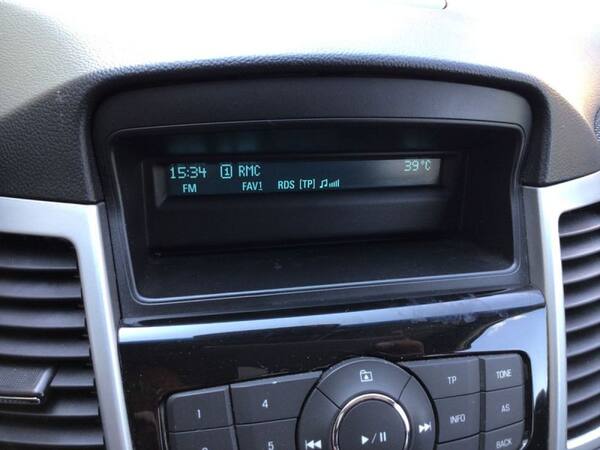 15:34 1 RMC 39°C
FM FAV1 RDS [TP]
TP TONE
1 4 INFO AS
5 BACK